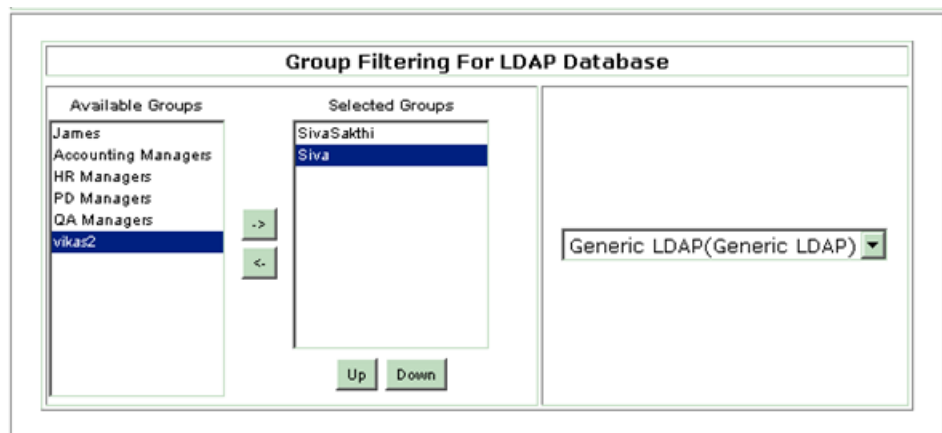 Group Filtering For LDAP Database
Available Groups
James
Accounting Managers
HR Managers
PD Managers
QA Managers
vikas2
->
<-
Selected Groups
SivaSakthi
Siva
Up Down
Generic LDAP(Generic LDAP)